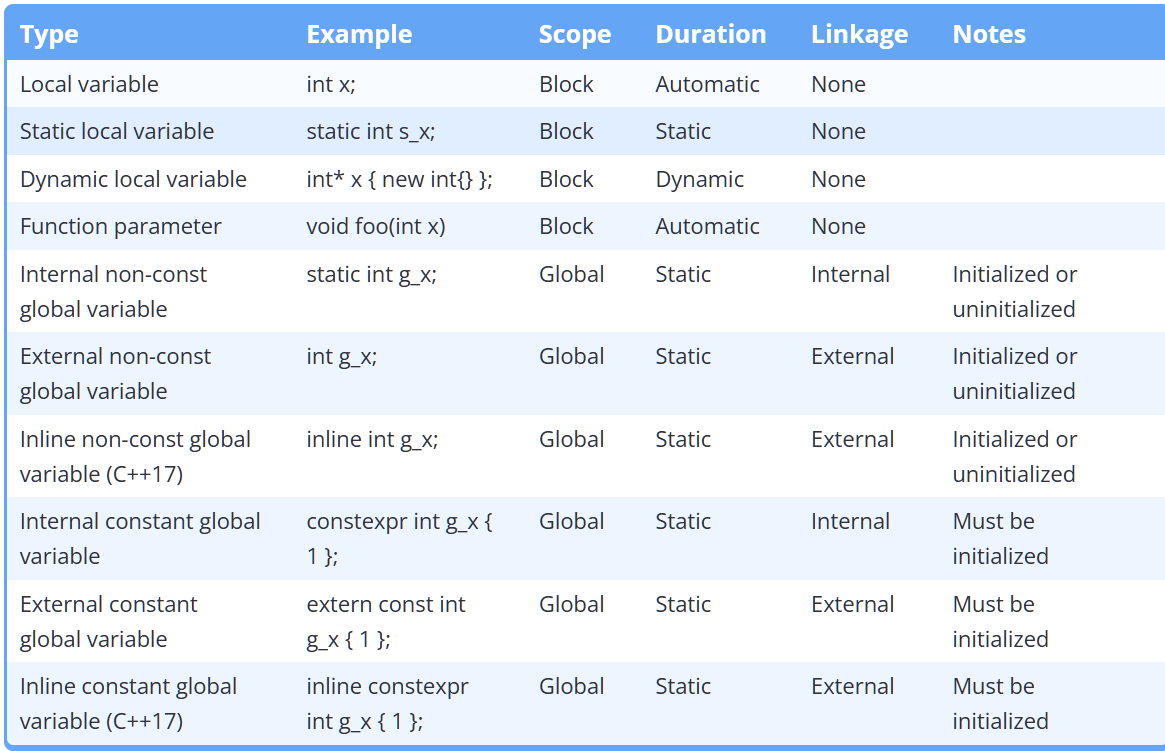 Type Example Scope Duration Linkage Notes
Local variable int x; Block Automatic None
Static local variable static int s_x; Block Static None
Dynamic local variable int* x { new int{} }; Block Dynamic None
Function parameter void foo(int x) Block Automatic None
Internal non-const static int g_x; Global Static Internal Initialized or
global variable uninitialized
External non-const int g_x; Global Static External Initialized or
global variable uninitialized
Inline non-const global inline int g_x; Global Static External Initialized or
variable (C++17) uninitialized
Internal constant global constexpr int g_x { Global Static Internal Must be
variable 1 }; initialized
External constant extern const int Global Static External Must be
global variable g_x { 1 }; initialized
Inline constant global inline constexpr Global Static External Must be
variable (C++17) int g_x { 1 }; initialized